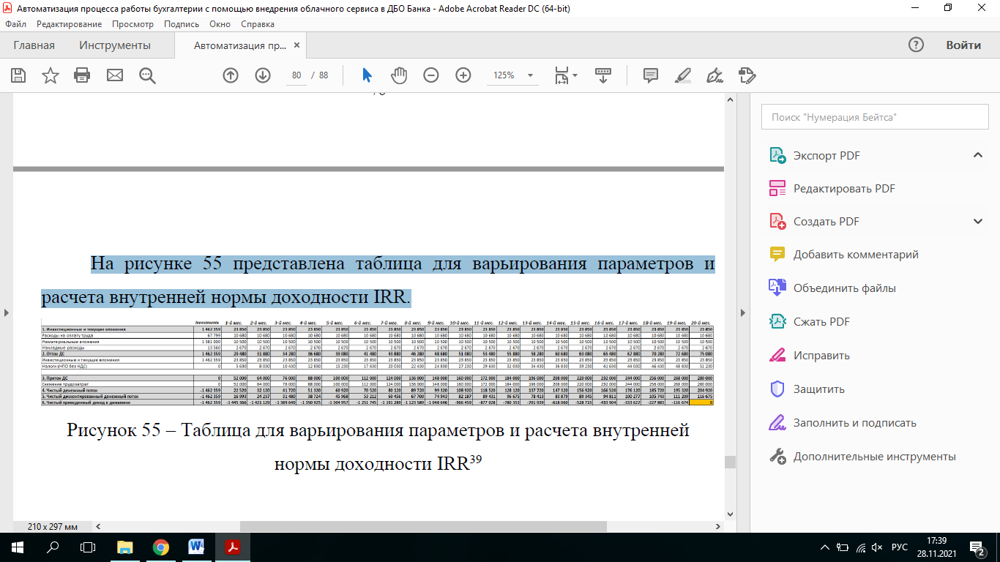 Автоматизация процесса работы бухгалтерии с помощью внедрения облачного сервиса в ДБО Банка - Adobe Acrobat Reader DC (64-bit)
Файл Редактирование Просмотр Подпись Окно Справка
Главная Инструменты Автоматизация пр... × Войти
80 / 88 125%
На рисунке 55 представлена таблица для варьирования параметров и
расчета внутренней нормы доходности IRR.
Investments 1-й мес. 2-й мес. 3-й мес. 4-й мес. 5-й мес. 6-й мес. 7-й мес. 8-й мес. 9-й мес. 10-й мес. 11-й мес. 12-й мес. 13-й мес. 14-й мес. 15-й мес. 16-й мес. 17-й мес. 18-й мес. 19-й мес. 20-й мес.
1. Инвестиционные и текущие вложения 1 462 359 23 850 23 850 23 850 23 850 23 850 23 850 23 850 23 850 23 850 23 850 23 850 23 850 23 850 23 850 23 850 23 850 23 850 23 850 23 850 23 850
Расходы на оплату труда 67 799 10 680 10 680 10 680 10 680 10 680 10 680 10 680 10 680 10 680 10 680 10 680 10 680 10 680 10 680 10 680 10 680 10 680 10 680 10 680 10 680
Нематериальные вложения 1 381 000 10 500 10 500 10 500 10 500 10 500 10 500 10 500 10 500 10 500 10 500 10 500 10 500 10 500 10 500 10 500 10 500 10 500 10 500 10 500 10 500
Накладные расходы 13 560 2 670 2 670 2 670 2 670 2 670 2 670 2 670 2 670 2 670 2 670 2 670 2 670 2 670 2 670 2 670 2 670 2 670 2 670 2 670 2 670
2. Отток ДС 1 462 359 29 480 31 880 34 280 36 680 39 080 41 480 43 880 46 280 48 680 51 080 53 480 55 880 58 280 60 680 63 080 65 480 67 880 70 280 72 680 75 080
Инвестиционные и текущие вложения 1 462 359 23 850 23 850 23 850 23 850 23 850 23 850 23 850 23 850 23 850 23 850 23 850 23 850 23 850 23 850 23 850 23 850 23 850 23 850 23 850 23 850
Налоги (НПО без НДС) 0 5 630 8 030 10 430 12 830 15 230 17 630 20 030 22 430 24 830 27 230 29 630 32 030 34 430 36 830 39 230 41 630 44 030 46 430 48 830 51 230
3. Приток ДС 0 52 000 64 000 76 000 88 000 100 000 112 000 124 000 136 000 148 000 160 000 172 000 184 000 196 000 208 000 220 000 232 000 244 000 256 000 268 000 280 000
Снижение трудозатрат 0 52 000 64 000 76 000 88 000 100 000 112 000 124 000 136 000 148 000 160 000 172 000 184 000 196 000 208 000 220 000 232 000 244 000 256 000 268 000 280 000
4. Чистый денежный поток -1 462 359 22 520 32 120 41 720 51 320 60 920 70 520 80 120 89 720 99 320 108 920 118 520 128 120 137 720 147 320 156 920 166 520 176 120 185 720 195 320 204 920
5. Чистый дисконтированный денежный поток -1 462 359 16 993 24 237 31 480 38 724 45 968 53 212 60 456 67 700 74 943 82 187 89 431 96 675 78 413 83 879 89 345 94 811 100 277 105 743 111 209 116 675
6. Чистый приведенный доход в динамике -1 462 359 -1 445 366 -1 421 129 -1 389 649 -1 350 925 -1 304 957 -1 251 745 -1 191 289 -1 123 589 -1 048 646 -966 459 -877 028 -780 353 -701 939 -618 060 -528 715 -433 904 -333 627 -227 883 -116 674 0
Рисунок 55 – Таблица для варьирования параметров и расчета внутренней
нормы доходности IRR³⁹
210 x 297 мм
Поиск "Нумерация Бейтса"
Экспорт PDF
Редактировать PDF
Создать PDF
Добавить комментарий
Объединить файлы
Сжать PDF
Исправить
Защитить
Заполнить и подписать
Дополнительные инструменты
РУС
17:39
28.11.2021
2